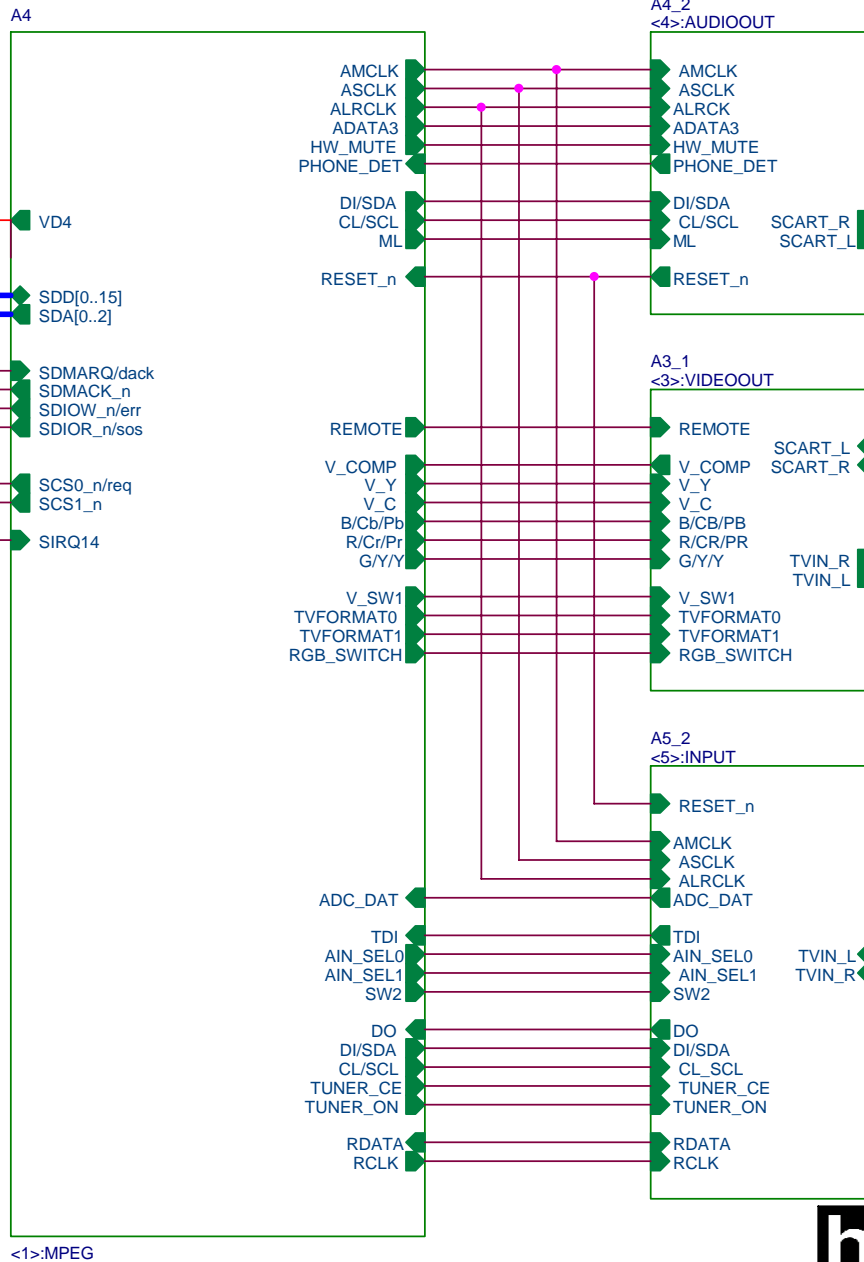 A4
AMCLK
ASCLK
ALRCLK
ADATA3
HW_MUTE
PHONE_DET
DI/SDA
CL/SCL
ML
RESET_n
VD4
SDD[0..15]
SDA[0..2]
SDMARQ/dack
SDMACK_n
SDIOW_n/err
SDIOR_n/sos
SCS0_n/req
SCS1_n
SIRQ14
REMOTE
V_COMP
V_Y
V_C
B/Cb/Pb
R/Cr/Pr
G/Y/Y
V_SW1
TVFORMAT0
TVFORMAT1
RGB_SWITCH
ADC_DAT
TDI
AIN_SEL0
AIN_SEL1
SW2
DO
DI/SDA
CL/SCL
TUNER_CE
TUNER_ON
RDATA
RCLK
<1>:MPEG
A4_2
<4>:AUDIOOUT
AMCLK
ASCLK
ALRCK
ADATA3
HW_MUTE
PHONE_DET
DI/SDA
CL/SCL
ML
RESET_n
SCART_R
SCART_L
A3_1
<3>:VIDEOOUT
REMOTE
V_COMP
V_Y
V_C
B/CB/PB
R/CR/PR
G/Y/Y
V_SW1
TVFORMAT0
TVFORMAT1
RGB_SWITCH
SCART_L
SCART_R
TVIN_R
TVIN_L
A5_2
<5>:INPUT
RESET_n
AMCLK
ASCLK
ALRCLK
ADC_DAT
TDI
AIN_SEL0
AIN_SEL1
SW2
DO
DI/SDA
CL_SCL
TUNER_CE
TUNER_ON
RDATA
RCLK
TVIN_L
TVIN_R
h